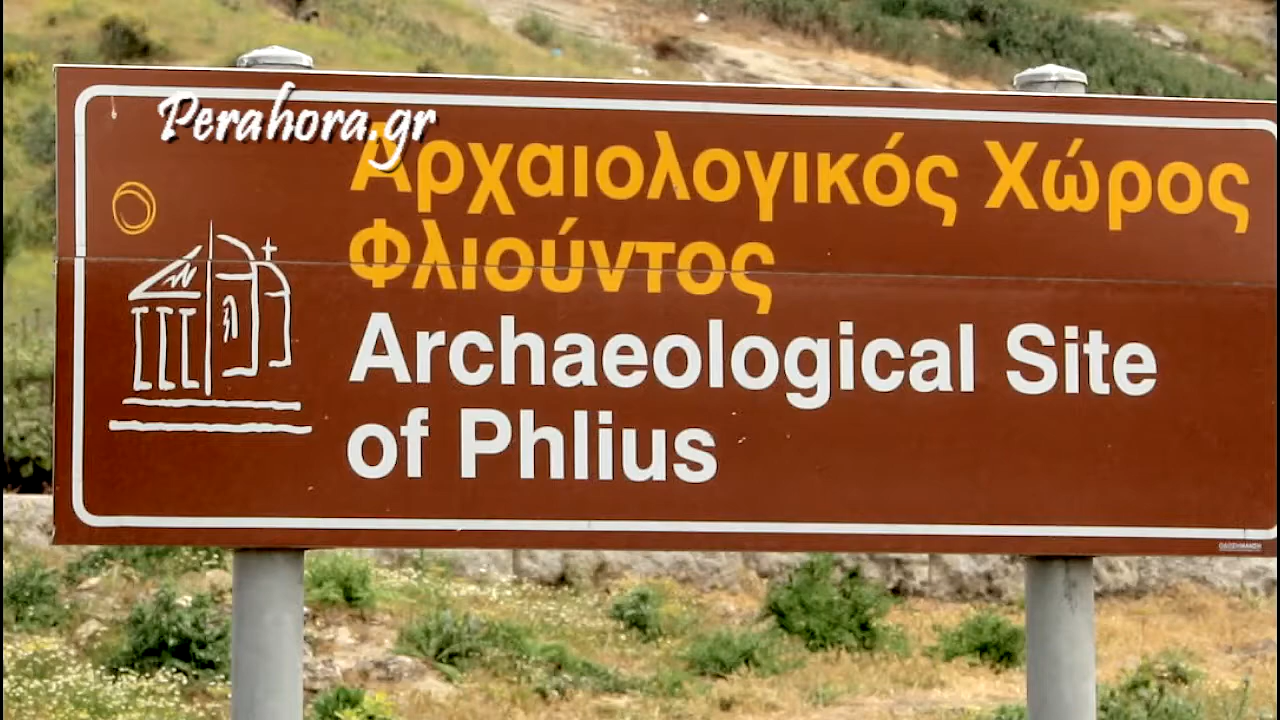 Perahora.gr
Αρχαιολογικός Χώρος
Φλιούντος
Archaeological Site
of Phlius